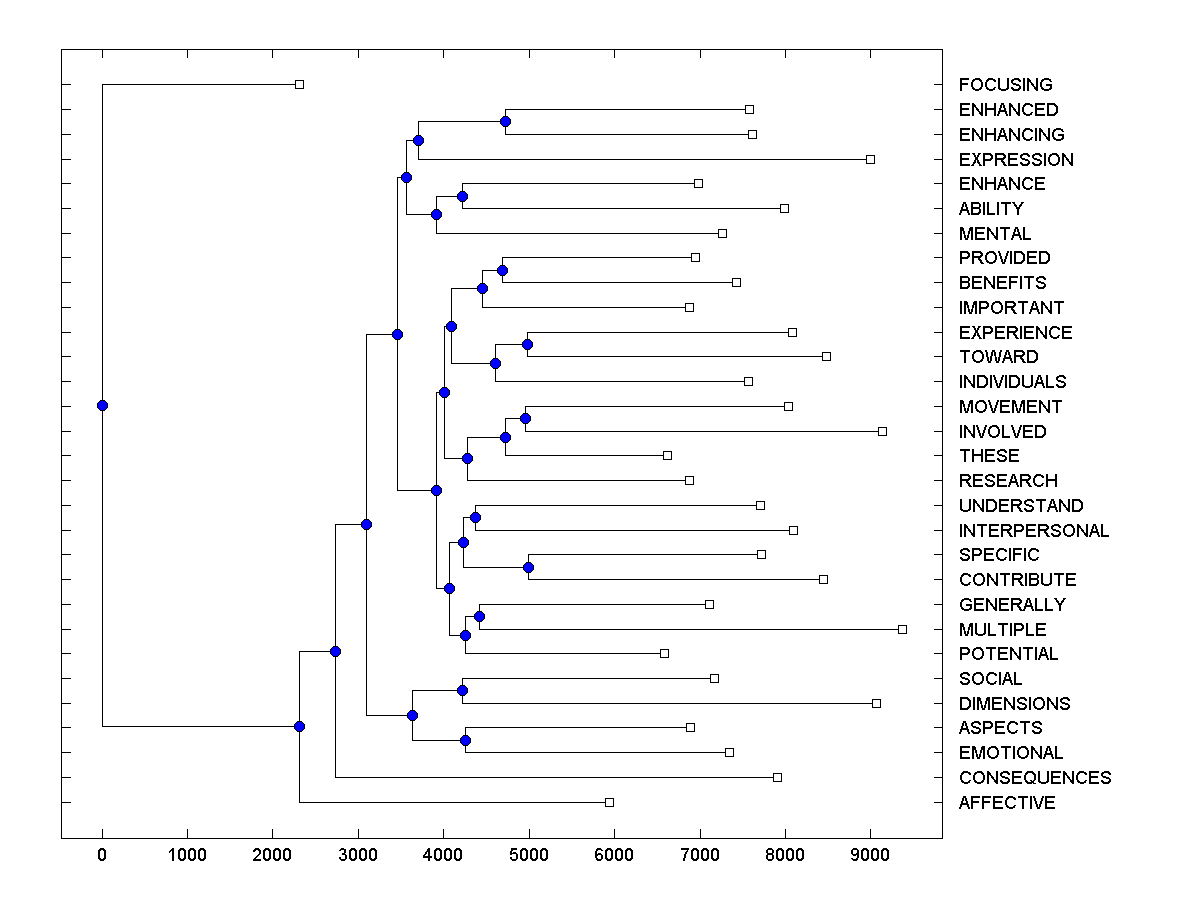 FOCUSING
ENHANCED
ENHANCING
EXPRESSION
ENHANCE
ABILITY
MENTAL
PROVIDED
BENEFITS
IMPORTANT
EXPERIENCE
TOWARD
INDIVIDUALS
MOVEMENT
INVOLVED
THESE
RESEARCH
UNDERSTAND
INTERPERSONAL
SPECIFIC
CONTRIBUTE
GENERALLY
MULTIPLE
POTENTIAL
SOCIAL
DIMENSIONS
ASPECTS
EMOTIONAL
CONSEQUENCES
AFFECTIVE
0 1000 2000 3000 4000 5000 6000 7000 8000 9000